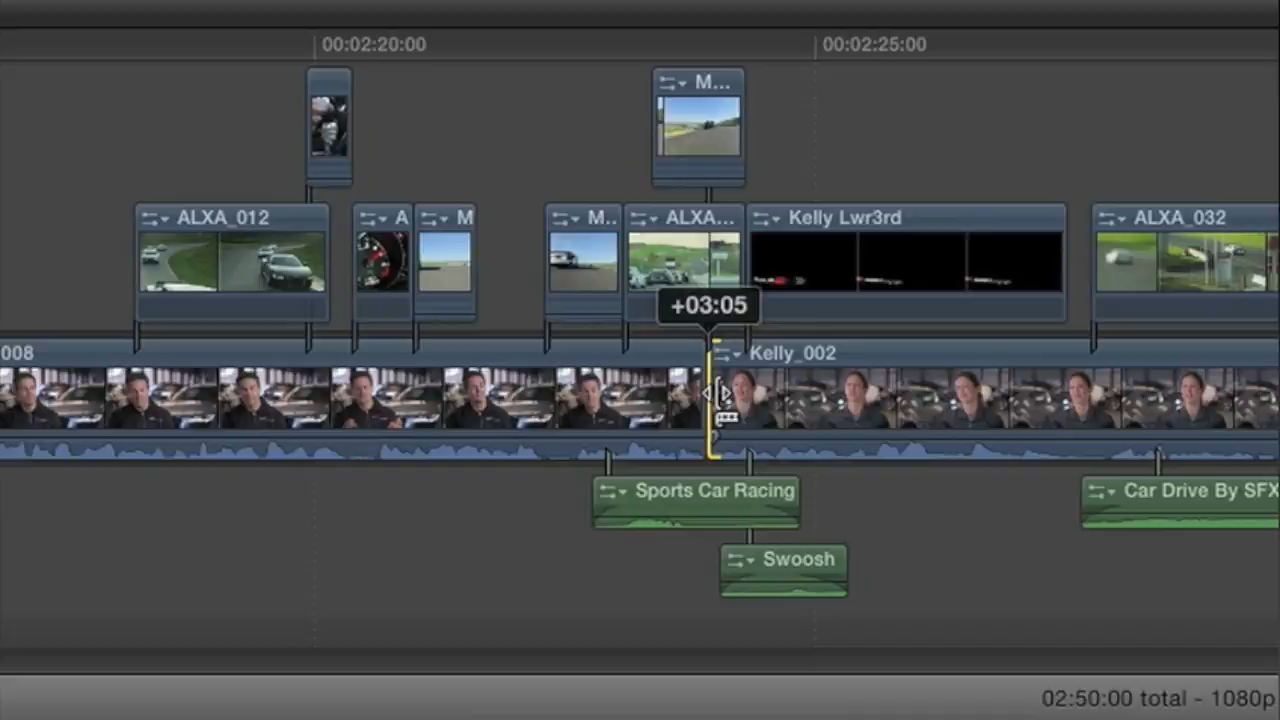 00:02:20:00
00:02:25:00
M...
ALXA_012
A
M
M..
ALXA...
Kelly Lwr3rd
ALXA_032
+03:05
008
Kelly_002
Sports Car Racing
Car Drive By SFX
Swoosh
02:50:00 total - 1080p